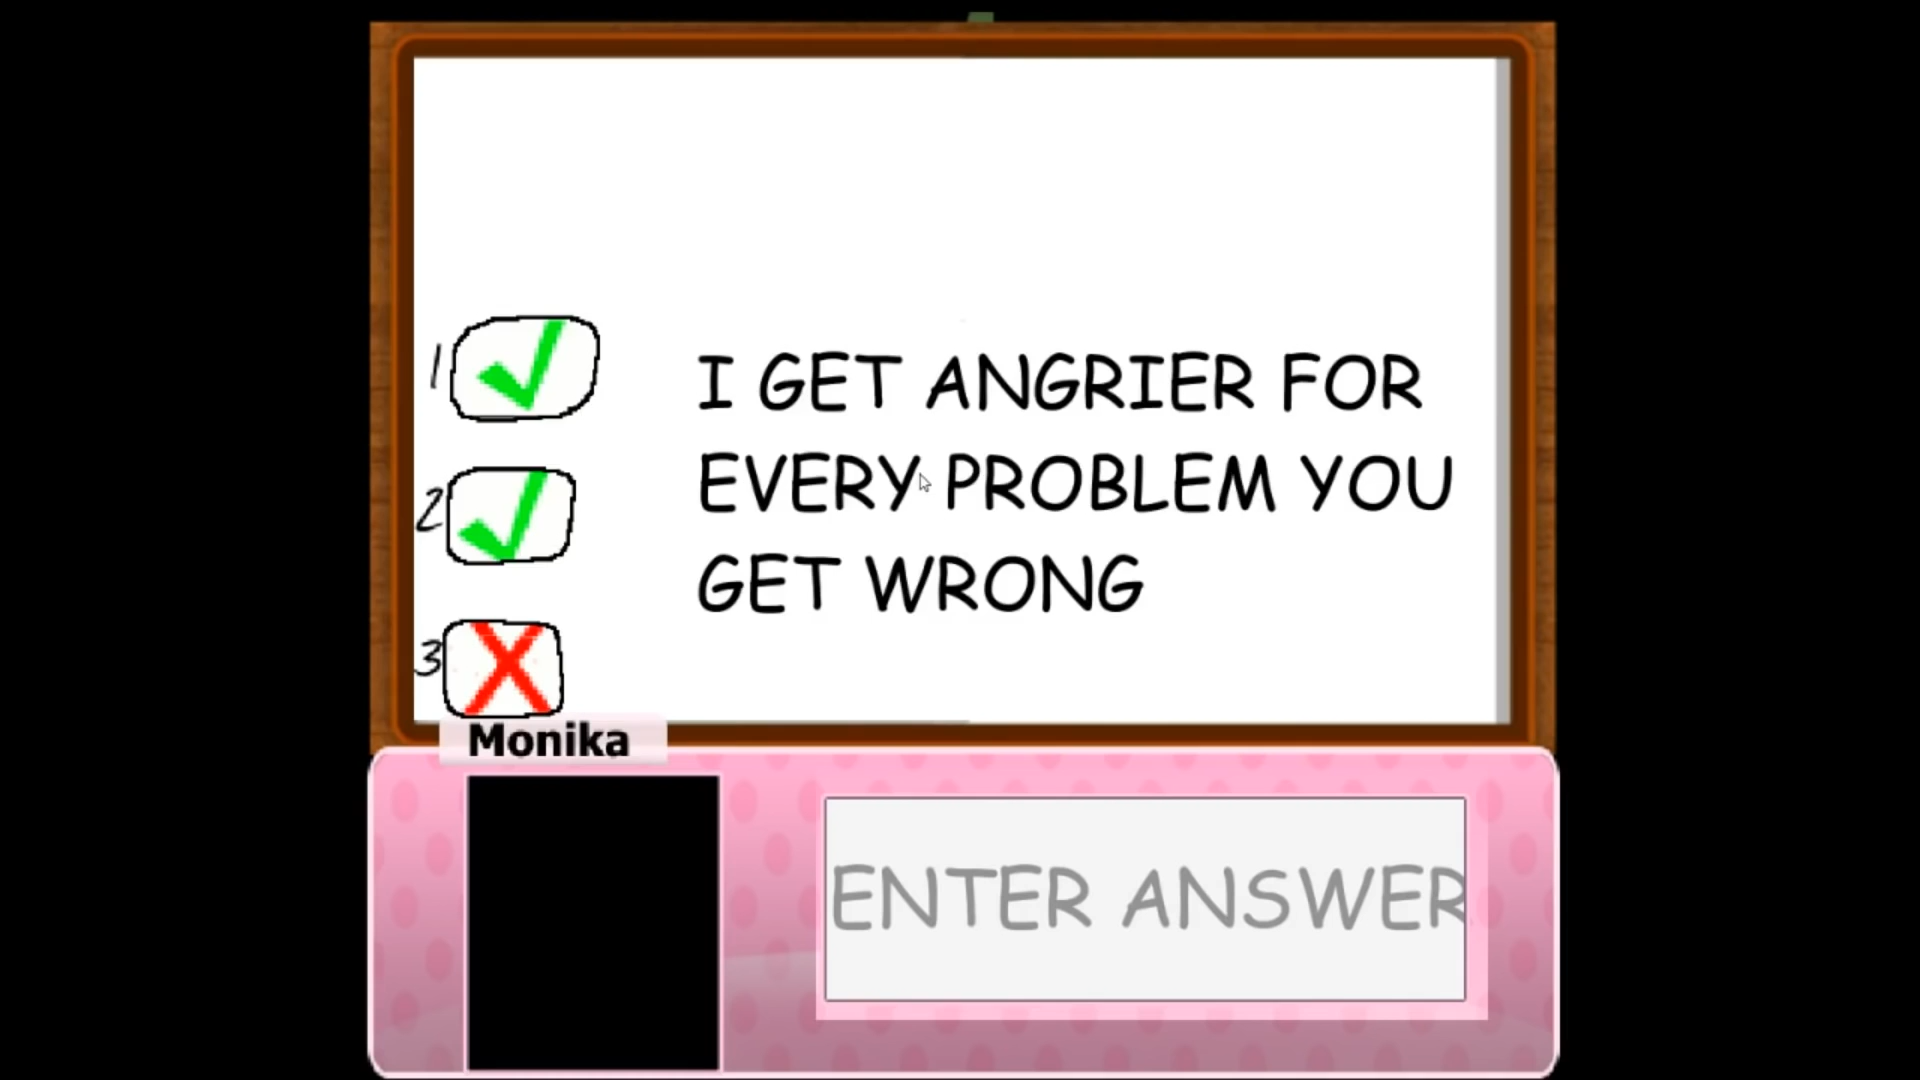 1
I GET ANGRIER FOR
EVERY PROBLEM YOU
2
GET WRONG
3
Monika
ENTER ANSWER